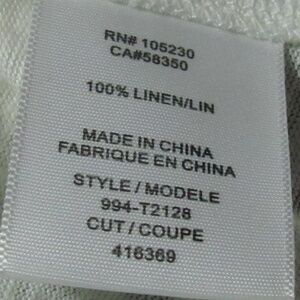 RN# 105230
CA#58350
100% LINEN/LIN
MADE IN CHINA
FABRIQUE EN CHINA
STYLE / MODELE
994-T2128
CUT / COUPE
416369